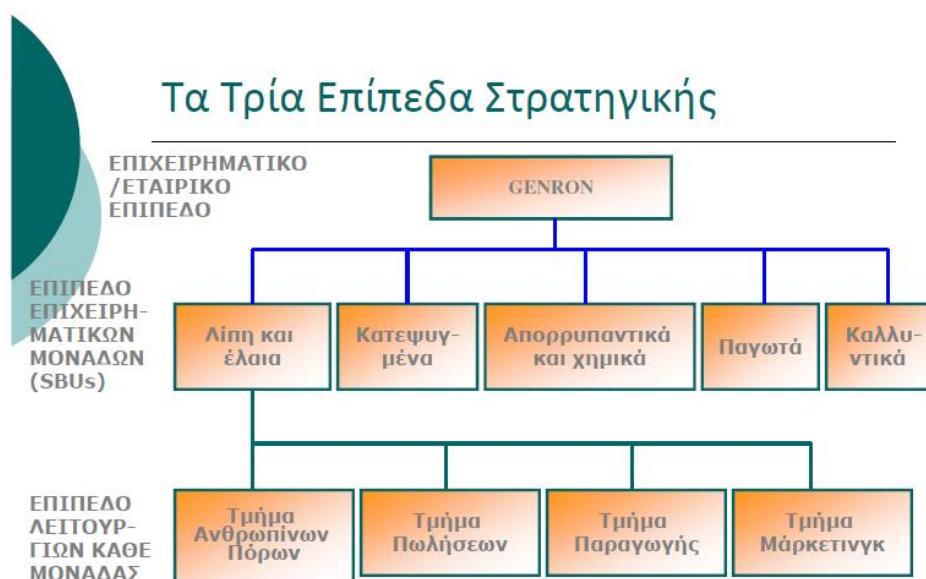 Τα Τρία Επίπεδα Στρατηγικής
ΕΠΙΧΕΙΡΗΜΑΤΙΚΟ
/ΕΤΑΙΡΙΚΟ
ΕΠΙΠΕΔΟ
GENRON
ΕΠΙΠΕΔΟ
ΕΠΙΧΕΙΡΗ-
ΜΑΤΙΚΩΝ
ΜΟΝΑΔΩΝ
(SBUs)
Λίπη και
έλαια
Κατεψυγ-
μένα
Απορρυπαντικά
και χημικά
Παγωτά
Καλλυ-
ντικά
ΕΠΙΠΕΔΟ
ΛΕΙΤΟΥΡ-
ΓΙΩΝ ΚΑΘΕ
ΜΟΝΑΔΑΣ
Τμήμα
Ανθρωπίνων
Πόρων
Τμήμα
Πωλήσεων
Τμήμα
Παραγωγής
Τμήμα
Μάρκετινγκ